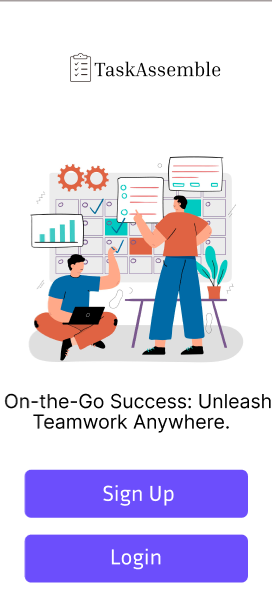 TaskAssemble
On-the-Go Success: Unleash
Teamwork Anywhere.
Sign Up
Login